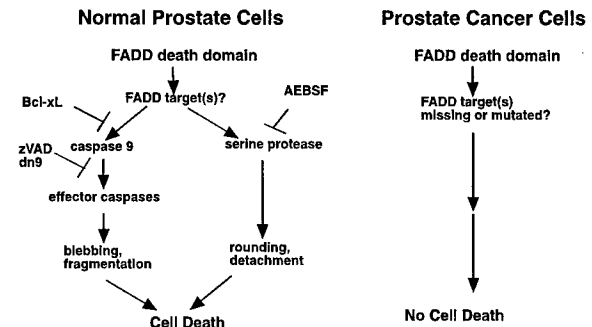 Normal Prostate Cells
FADD death domain
FADD target(s)?
Bcl-xL
AEBSF
caspase 9
serine protease
zVAD
dn9
effector caspases
blebbing,
fragmentation
rounding,
detachment
Cell Death
Prostate Cancer Cells
FADD death domain
FADD target(s)
missing or mutated?
No Cell Death